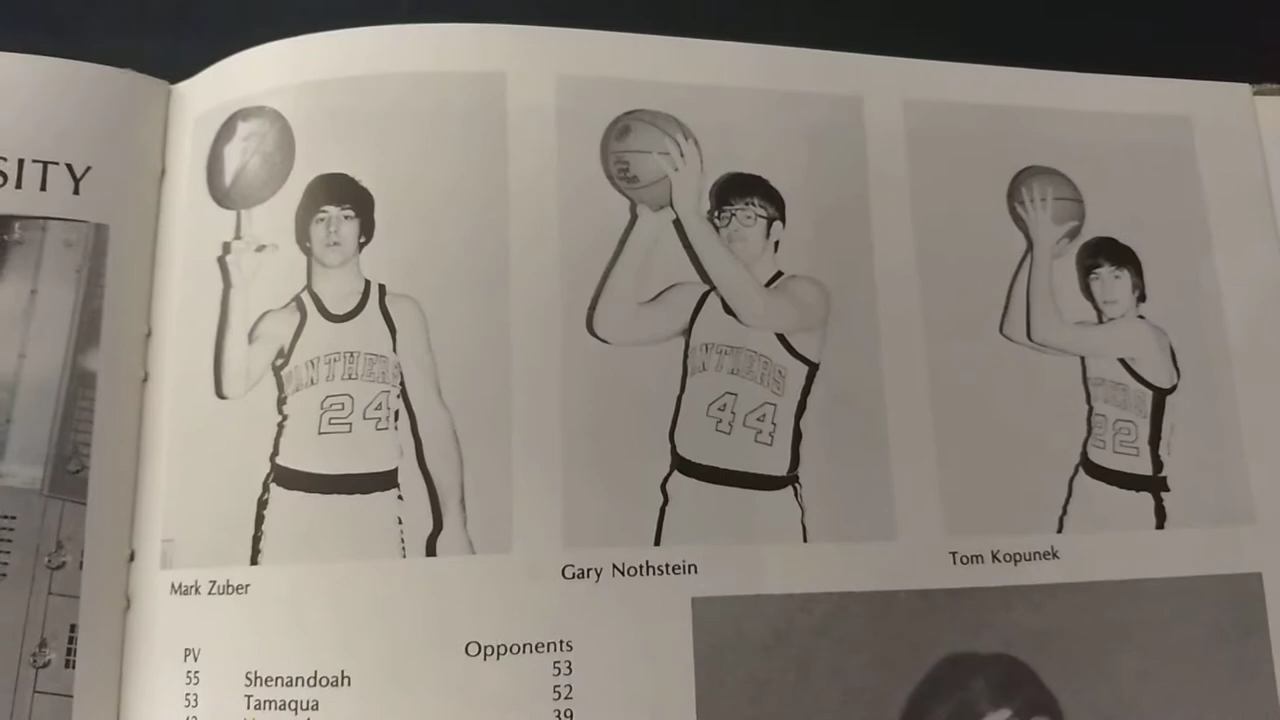 SITY
PANTHERS
24
NTHERS
44
THERS
22
Mark Zuber
Gary Nothstein
Tom Kopunek
PV Opponents
55 Shenandoah 53
53 Tamaqua 52
39